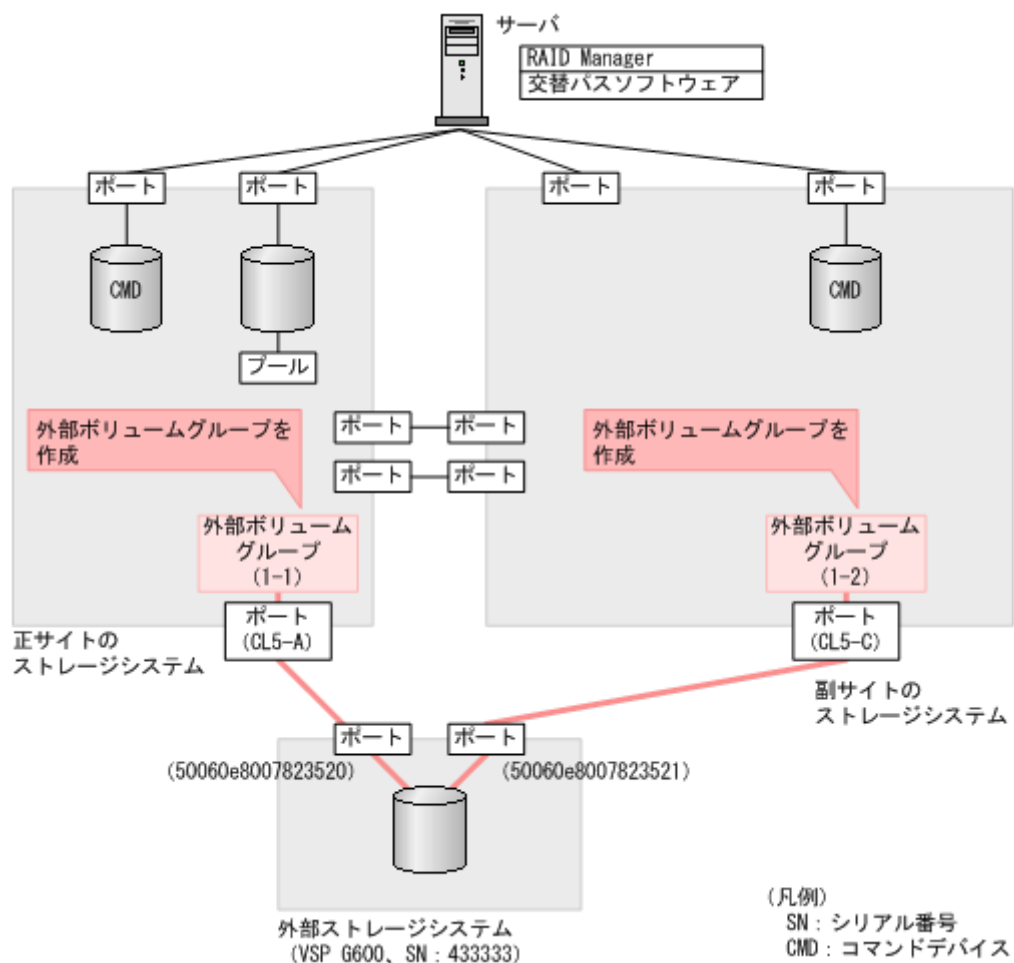 サーバ
RAID Manager
交替パスソフトウェア
ポート
ポート
ポート
ポート
CMD
CMD
プール
外部ボリュームグループを
作成
ポート
ポート
外部ボリュームグループを
作成
ポート
ポート
外部ボリューム
グループ
(1-1)
外部ボリューム
グループ
(1-2)
ポート
(CL5-A)
ポート
(CL5-C)
正サイトの
ストレージシステム
副サイトの
ストレージシステム
ポート
ポート
(50060e8007823520)
(50060e8007823521)
外部ストレージシステム
(VSP G600、SN:433333)
(凡例)
SN:シリアル番号
CMD:コマンドデバイス